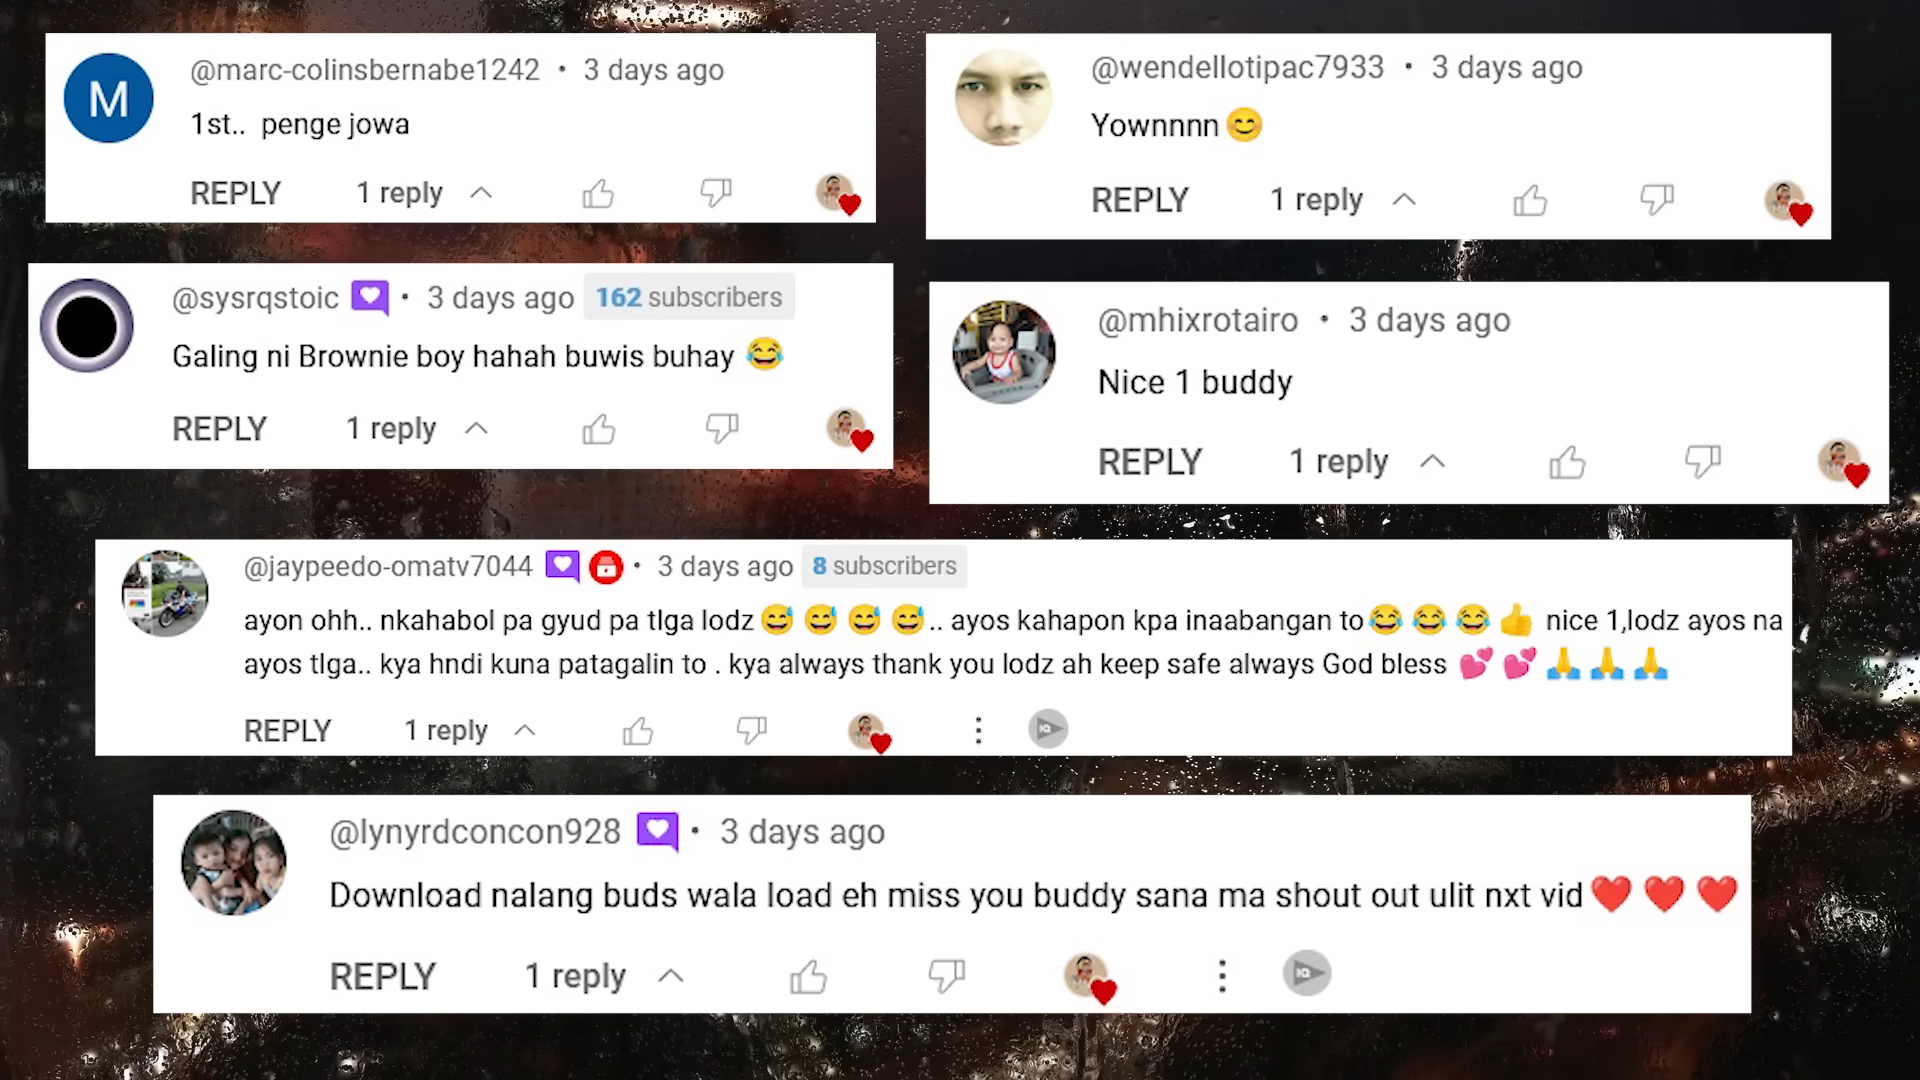 M
@marc-colinsbernabe1242 • 3 days ago
1st.. penge jowa
REPLY 1 reply
@wendellotipac7933 • 3 days ago
Yownnnn 😊
REPLY 1 reply
@sysrqstoic • 3 days ago 162 subscribers
Galing ni Brownie boy hahah buwis buhay 😂
REPLY 1 reply
@mhixrotairo • 3 days ago
Nice 1 buddy
REPLY 1 reply
@jaypeedo-omatv7044 • 3 days ago 8 subscribers
ayon ohh.. nkahabol pa gyud pa tlga lodz 😅 😅 😅 😅 .. ayos kahapon kpa inaabangan to 😂 😂 😂 👍 nice 1,lodz ayos na
ayos tlga.. kya hndi kuna patagalin to . kya always thank you lodz ah keep safe always God bless 💕 💕 🙏 🙏 🙏
REPLY 1 reply IQ
@lynyrdconcon928 • 3 days ago
Download nalang buds wala load eh miss you buddy sana ma shout out ulit nxt vid ❤️ ❤️ ❤️
REPLY 1 reply IQ